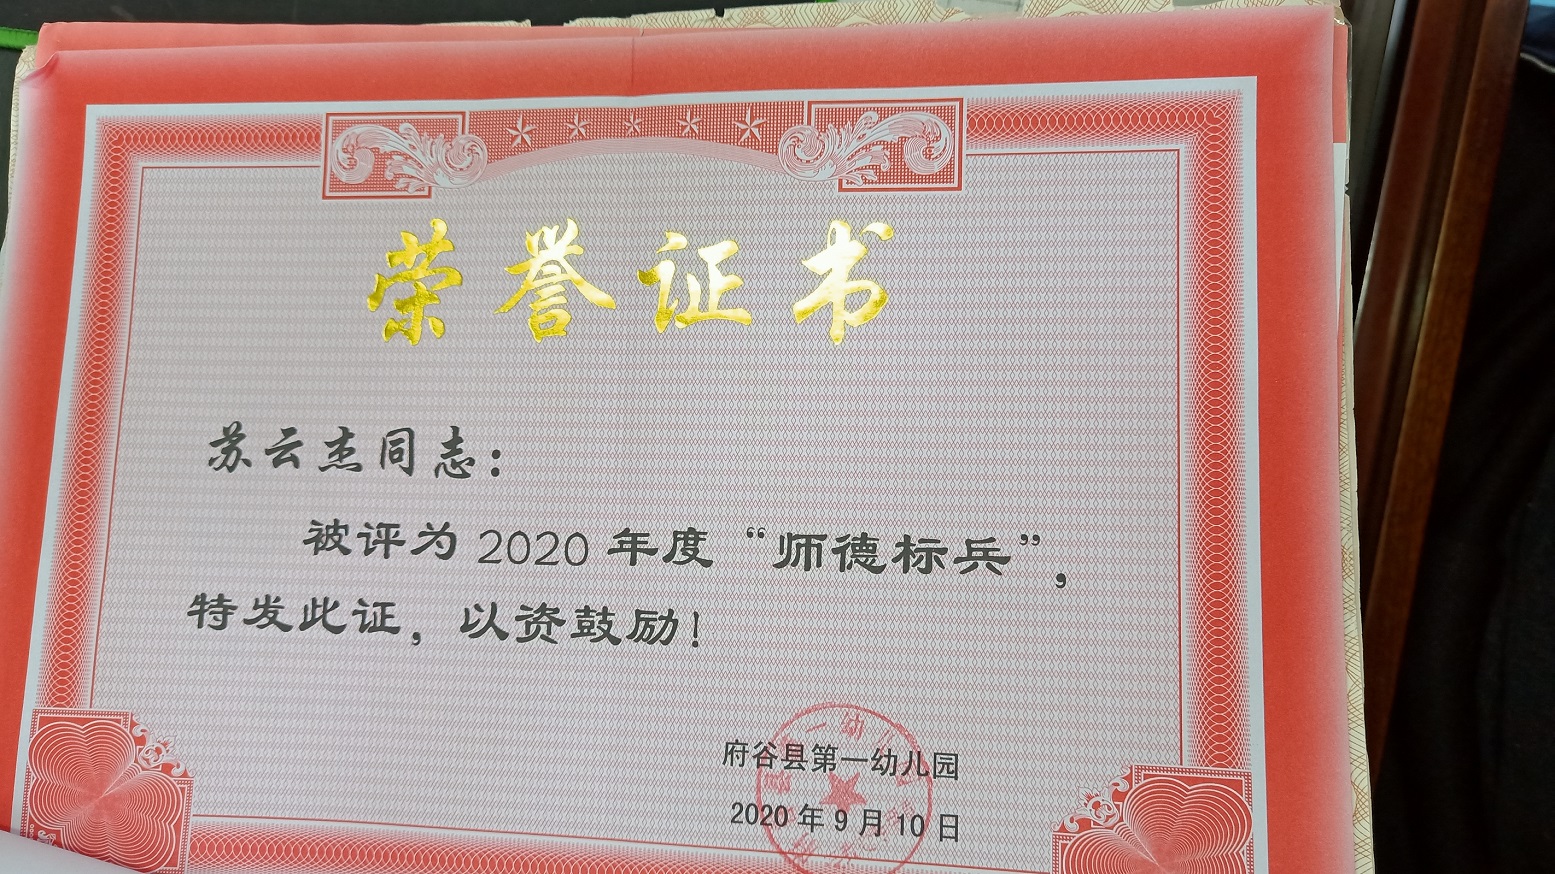 荣誉证书
苏云杰同志：
被评为2020年度“师德标兵”，
特发此证，以资鼓励！
府谷县第一幼儿园
2020年9月10日